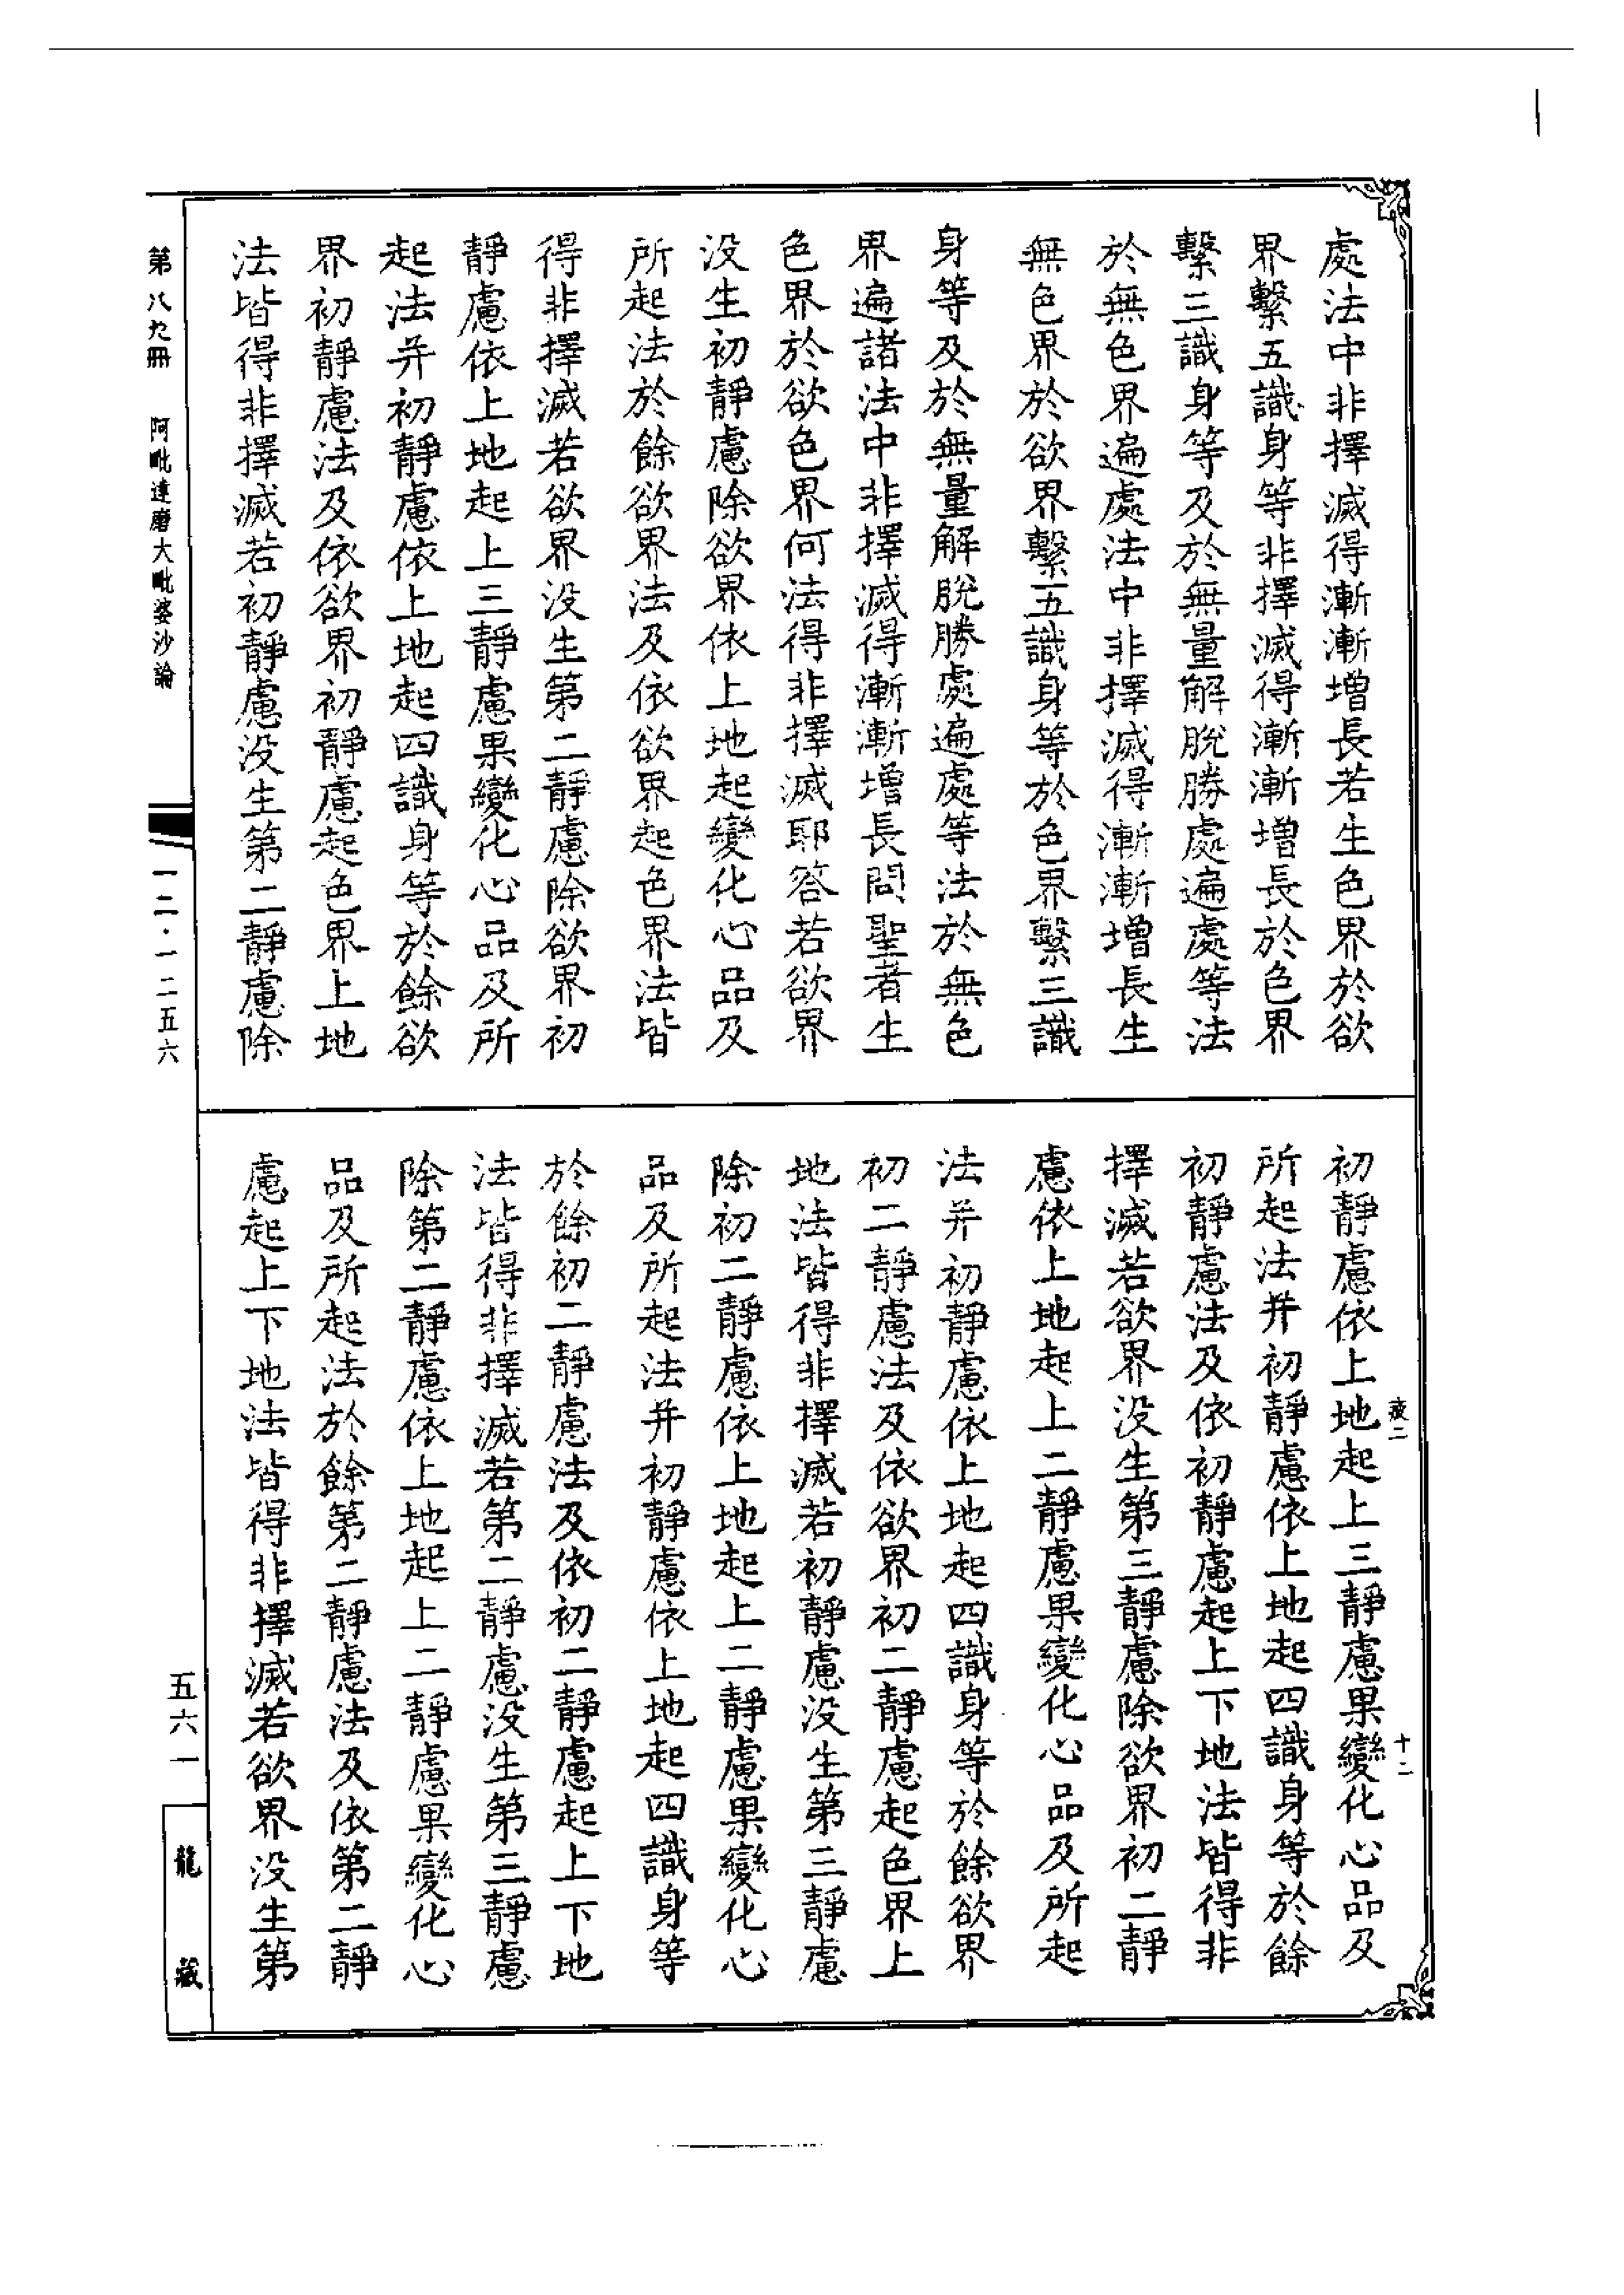 處法中非擇滅得漸漸增長若生色界於欲
界繫五識身等非擇滅得漸漸增長於色界
繫三識身等及於無量解脫勝處遍處等法
於無色界遍處法中非擇滅得漸漸增長生
無色界於欲界繫五識身等於色界繫三識
身等及於無量解脫勝處遍處等法於無色
界遍諸法中非擇滅得漸漸增長問聖者生
色界於欲色界何法得非擇滅耶答若欲界
没生初靜慮除欲界依上地起變化心品及
所起法於餘欲界法及依欲界起色界法皆
得非擇滅若欲界没生第二靜慮除欲界初
靜慮依上地起上三靜慮果變化心品及所
起法并初靜慮依上地起四識身等於餘欲
界初靜慮法及依欲界初靜慮起色界上地
法皆得非擇滅若初靜慮没生第二靜慮除
初靜慮依上地起上三靜慮果變化心品及
所起法并初靜慮依上地起四識身等於餘
初靜慮法及依初靜慮起上下地法皆得非
擇滅若欲界没生第三靜慮除欲界初二靜
慮依上地起上二靜慮果變化心品及所起
法并初靜慮依上地起四識身等於餘欲界
初二靜慮法及依欲界初二靜慮起色界上
地法皆得非擇滅若初靜慮没生第三靜慮
除初二靜慮依上地起上二靜慮果變化心
品及所起法并初靜慮依上地起四識身等
於餘初二靜慮法及依初二靜慮起上下地
法皆得非擇滅若第二靜慮没生第三靜慮
除第二靜慮依上地起上二靜慮果變化心
品及所起法於餘第二靜慮法及依第二靜
慮起上下地法皆得非擇滅若欲界没生第
十二
第八九冊 阿毗達磨大毗婆沙論
一二·一二五六
五六一
龍藏